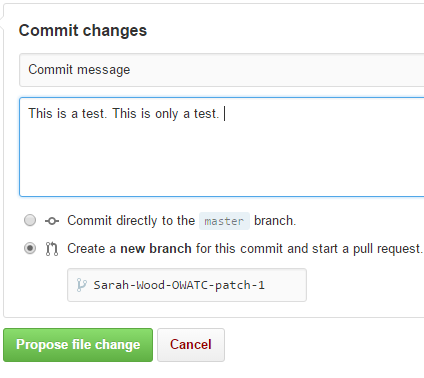 Commit changes
Commit message
This is a test. This is only a test.
Commit directly to the master branch.
Create a new branch for this commit and start a pull request.
Sarah-Wood-OWATC-patch-1
Propose file change Cancel